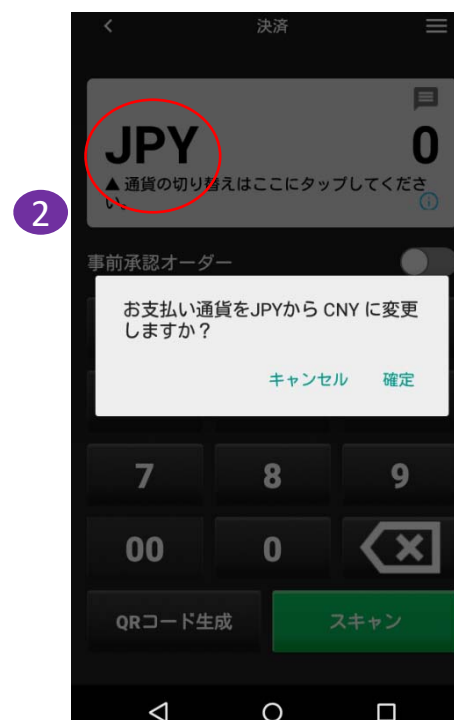 決済
JPY 0
▲ 通貨の切り替えはここにタップしてくださ
い。
2
事前承認オーダー
お支払い通貨をJPYから CNY に変更
しますか？
キャンセル 確定
7 8 9
00 0
QRコード生成 スキャン